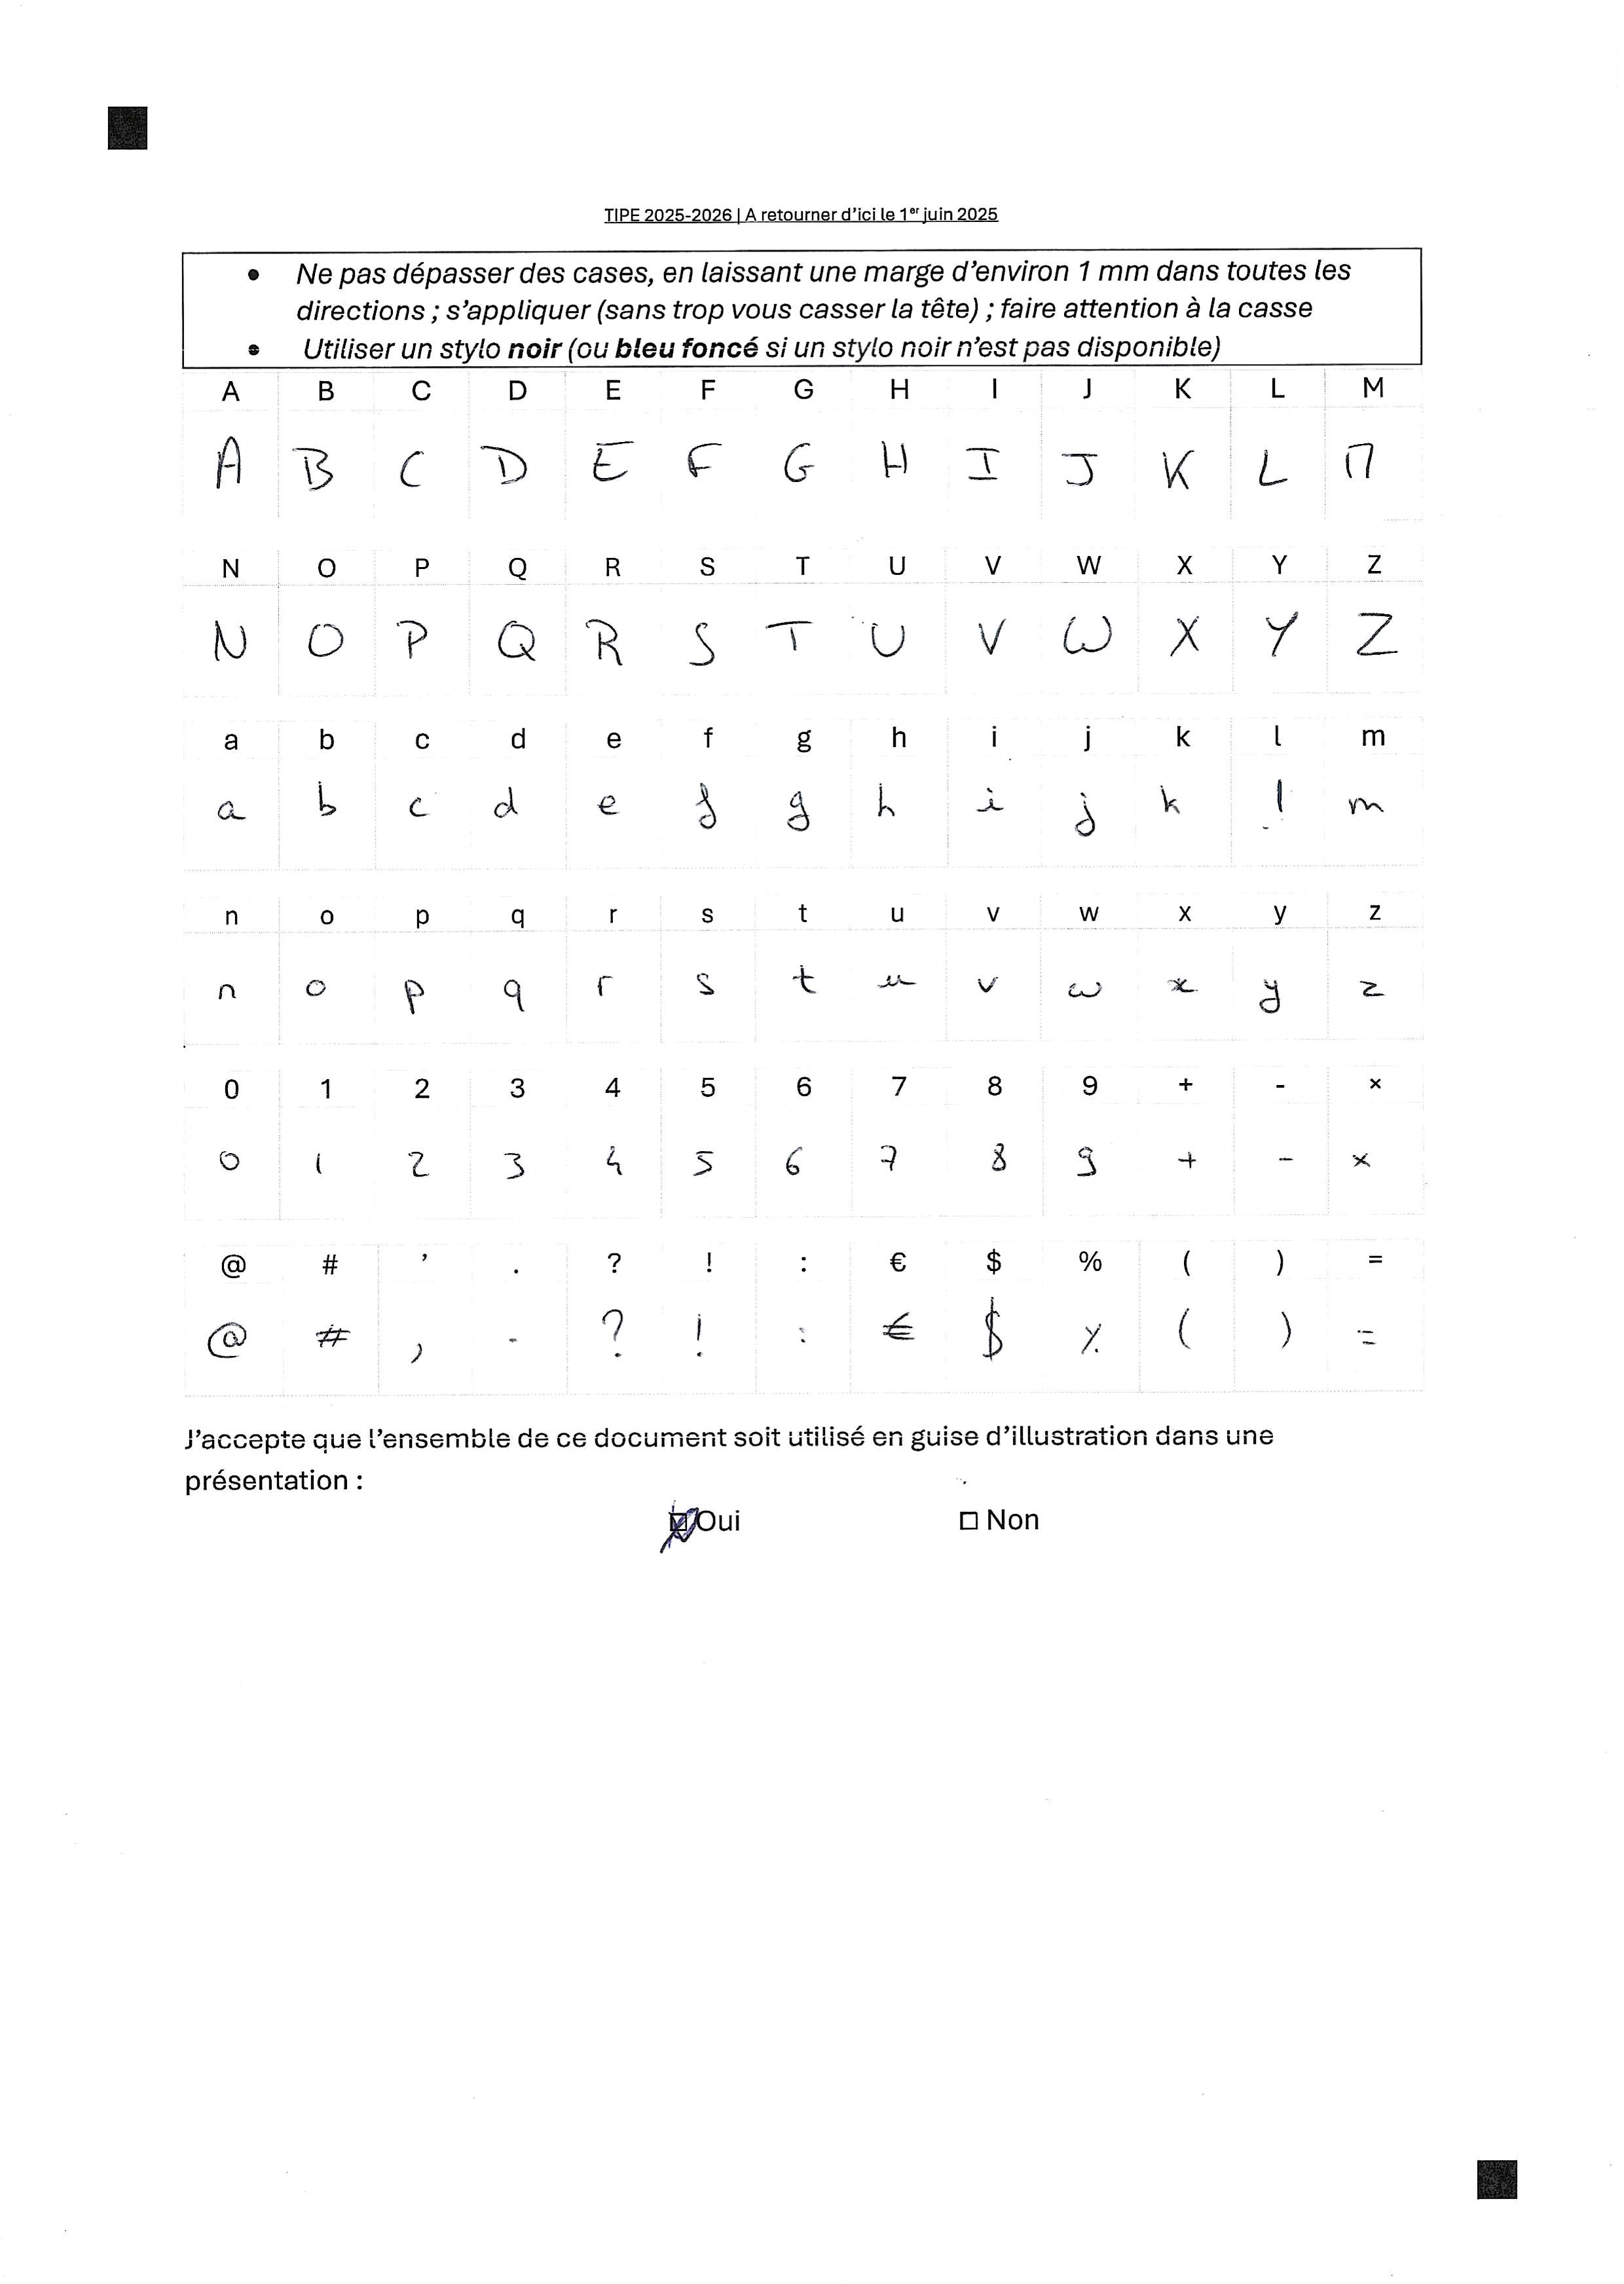 TIPE 2025-2026 | A retourner d'ici le 1er juin 2025
• Ne pas dépasser des cases, en laissant une marge d'environ 1 mm dans toutes les
directions ; s'appliquer (sans trop vous casser la tête) ; faire attention à la casse
• Utiliser un stylo noir (ou bleu foncé si un stylo noir n'est pas disponible)
A B C D E F G H I J K L M
A B C D E F G H I J K L M
N O P Q R S T U V W X Y Z
N O P Q R S T U V W X Y Z
a b c d e f g h i j k l m
a b c d e f g h i j k l m
n o p q r s t u v w x y z
n o p q r s t u v w x y z
0 1 2 3 4 5 6 7 8 9 + - ×
0 1 2 3 4 5 6 7 8 9 + - ×
@ # ’ . ? ! : € $ % ( ) =
@ # , . ? ! : € $ % ( ) =
J'accepte que l'ensemble de ce document soit utilisé en guise d'illustration dans une
présentation :
☒ Oui ☐ Non